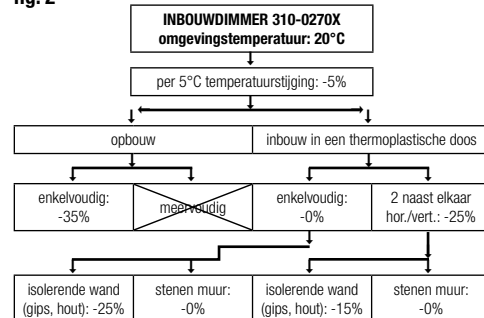 fig. 2
INBOUWDIMMER 310-0270X
omgevingstemperatuur: 20°C
per 5°C temperatuurstijging: -5%
opbouw
inbouw in een thermoplastische doos
enkelvoudig:
-35%
meervoudig
enkelvoudig:
-0%
2 naast elkaar
hor./vert.: -25%
isolerende wand
(gips, hout): -25%
stenen muur:
-0%
isolerende wand
(gips, hout): -15%
stenen muur:
-0%